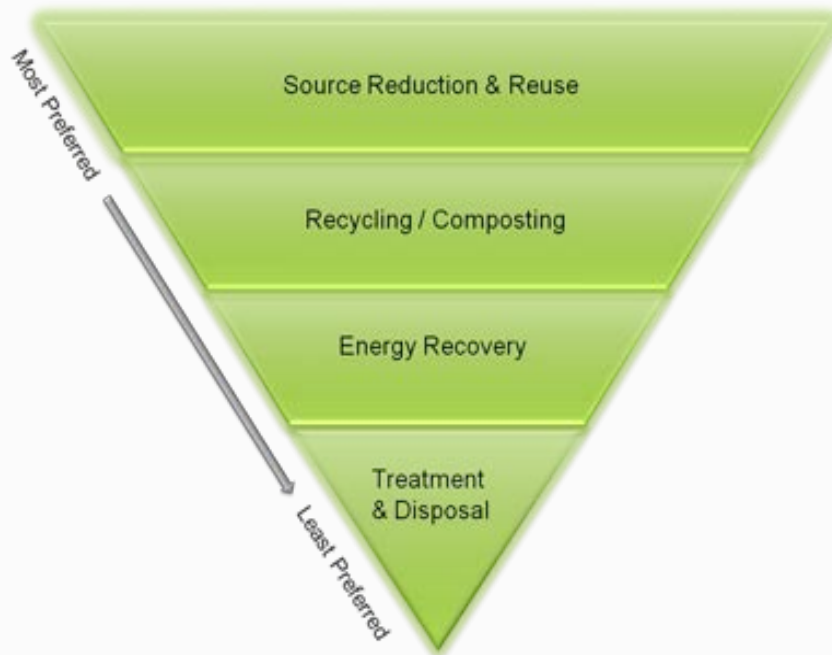 Most Preferred
Source Reduction & Reuse
Recycling / Composting
Energy Recovery
Treatment
& Disposal
Least Preferred